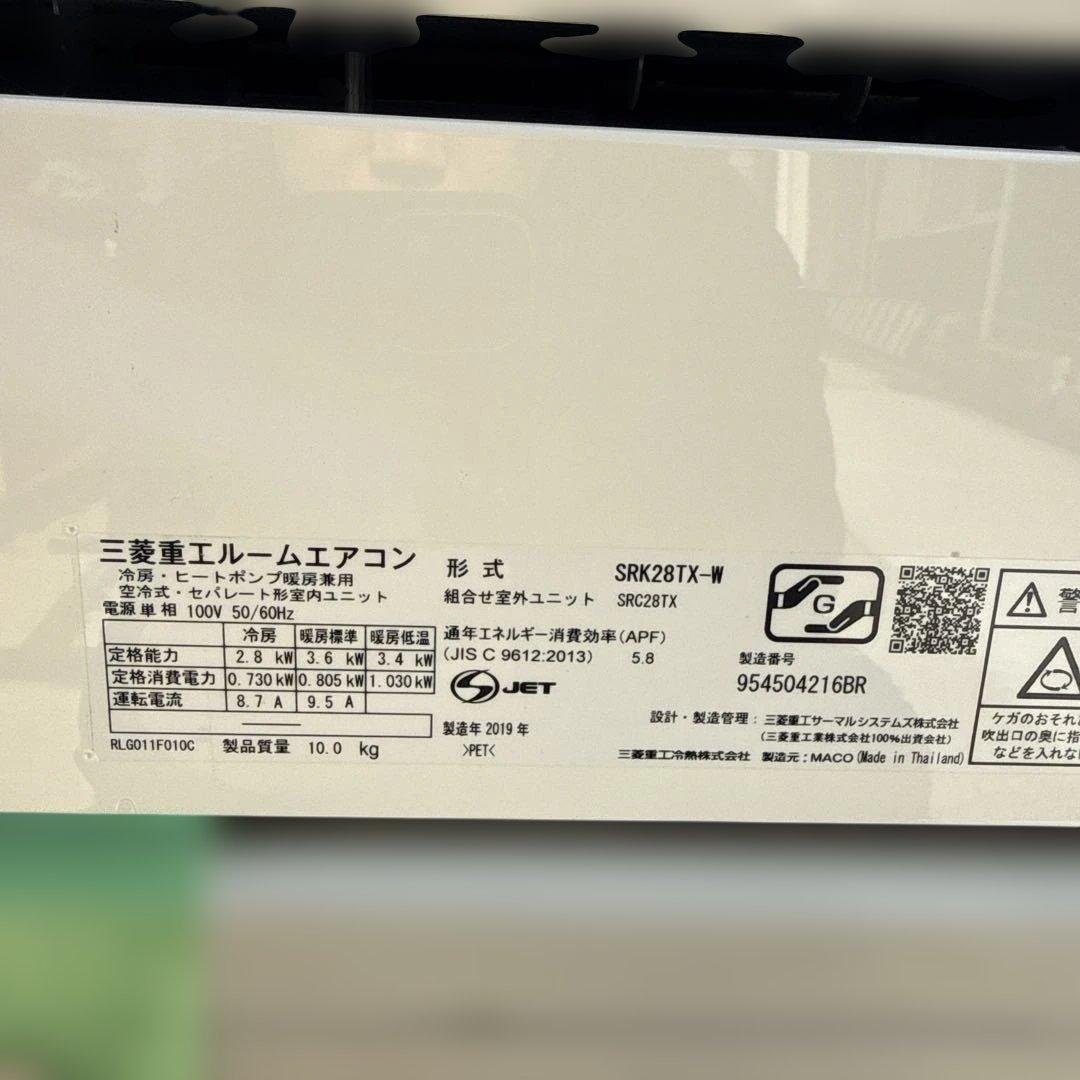 三菱重工ルームエアコン
冷房・ヒートポンプ暖房兼用
空冷式・セパレート形室内ユニット
電源 単相 100V 50/60Hz
冷房 暖房標準 暖房低温
定格能力 2.8 kW 3.6 kW 3.4 kW
定格消費電力 0.730 kW 0.805 kW 1.030 kW
運転電流 8.7 A 9.5 A
RLG011F010C 製品質量 10.0 kg
形式 SRK28TX-W
組合せ室外ユニット SRC28TX
通年エネルギー消費効率(APF)
(JIS C 9612:2013) 5.8
JET
製造年 2019 年
>PET<
G
製造番号
954504216BR
設計・製造管理：三菱重工サーマルシステムズ株式会社
(三菱重工業株式会社100%出資会社)
三菱重工冷熱株式会社 製造元：MACO(Made in Thailand)
警
ケガのおそれ
吹出口の奥に指
などを入れな